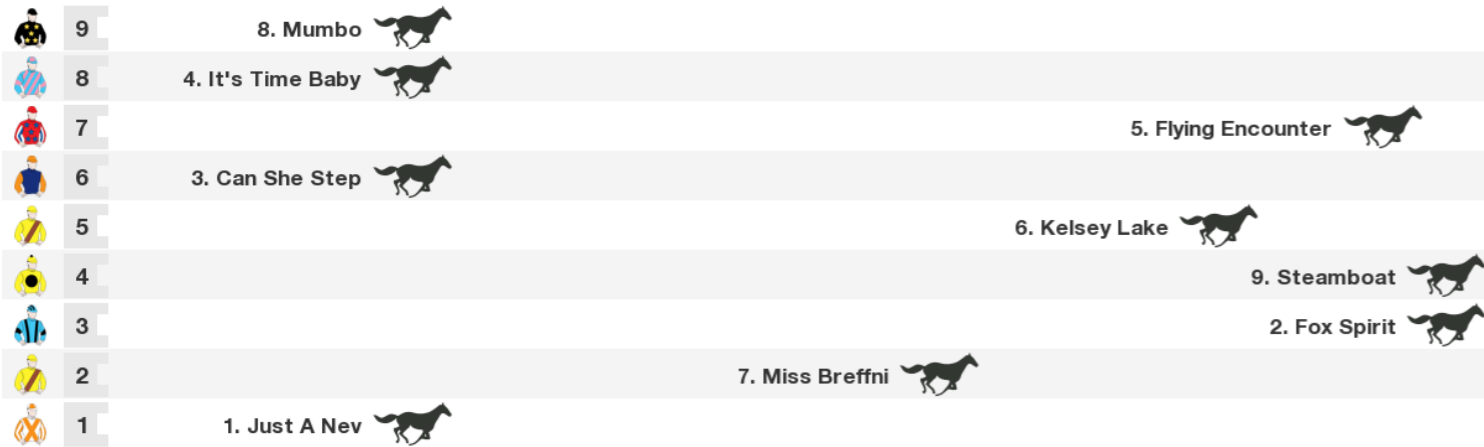 9 8. Mumbo
8 4. It's Time Baby
7 5. Flying Encounter
6 3. Can She Step
5 6. Kelsey Lake
4 9. Steamboat
3 2. Fox Spirit
2 7. Miss Breffni
1 1. Just A Nev